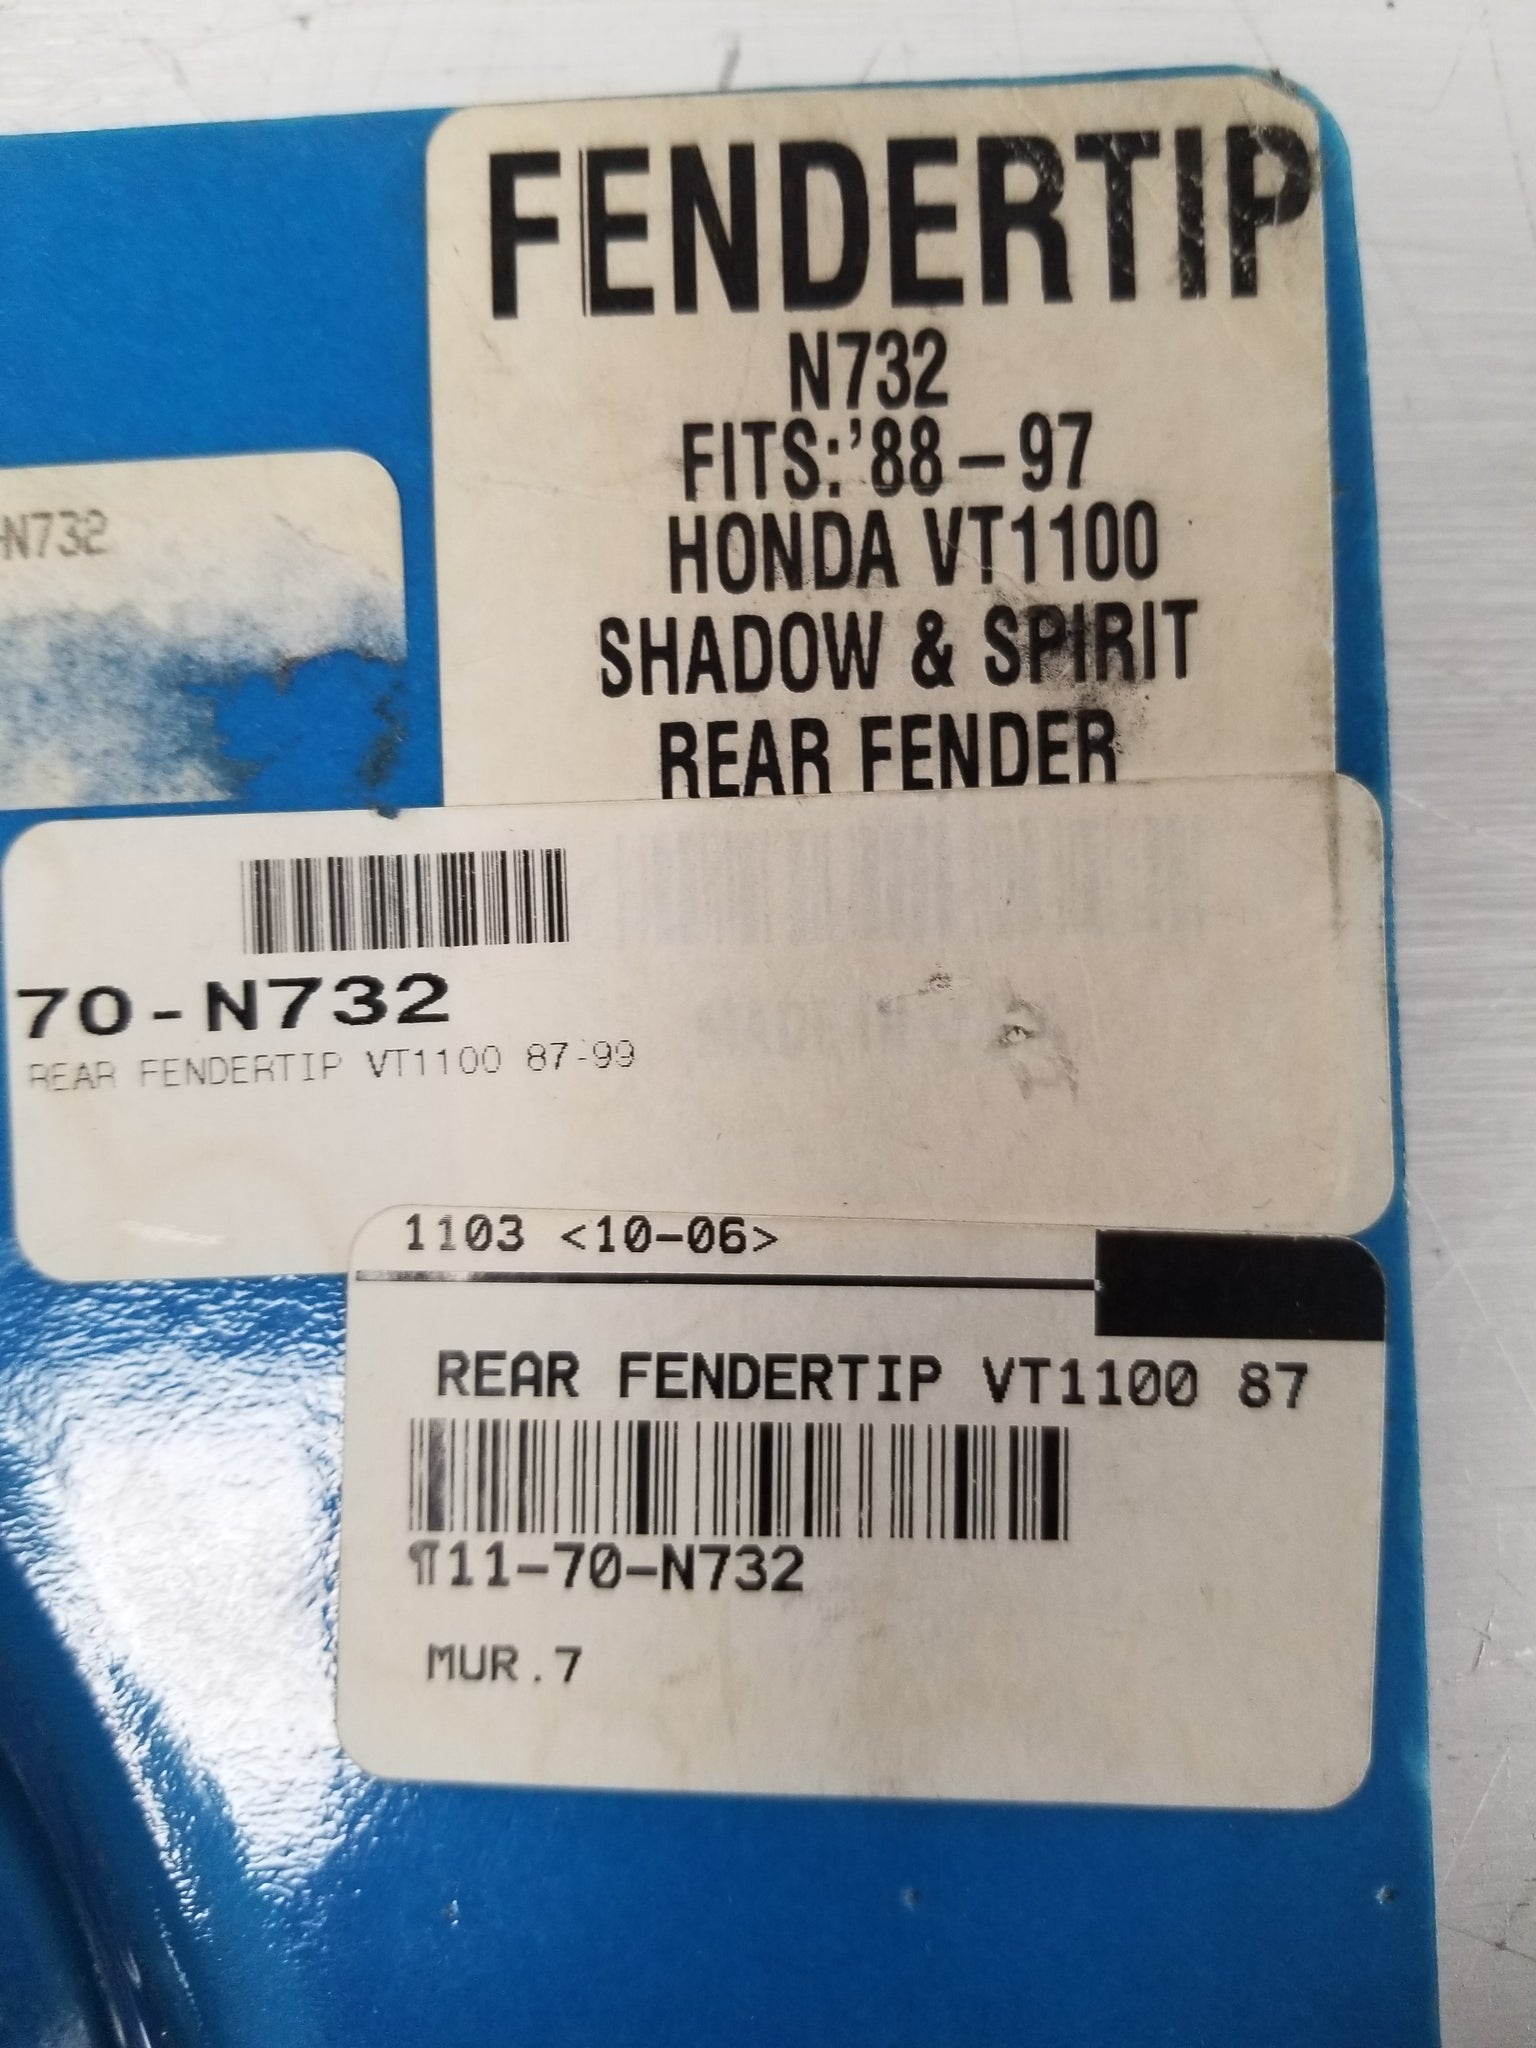 FENDERTIP
N732
FITS:'88-97
HONDA VT1100
SHADOW & SPIRIT
REAR FENDER
-N732
70-N732
REAR FENDERTIP VT1100 87-99
1103 <10-06>
REAR FENDERTIP VT1100 87
¶11-70-N732
MUR.7